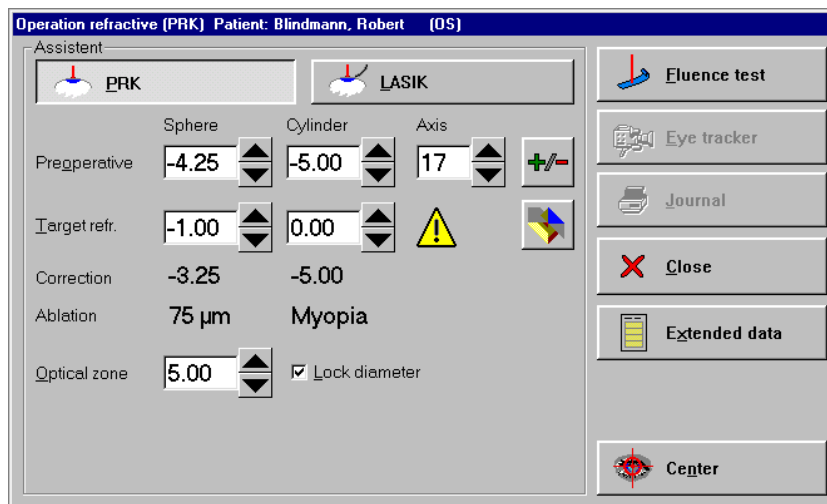 Operation refractive (PRK) Patient: Blindmann, Robert (OS)
Assistent
PRK
LASIK
Sphere Cylinder Axis
Preoperative -4.25 -5.00 17 +/-
Target refr. -1.00 0.00
Correction -3.25 -5.00
Ablation 75 µm Myopia
Optical zone 5.00 Lock diameter
Fluence test
Eye tracker
Journal
Close
Extended data
Center